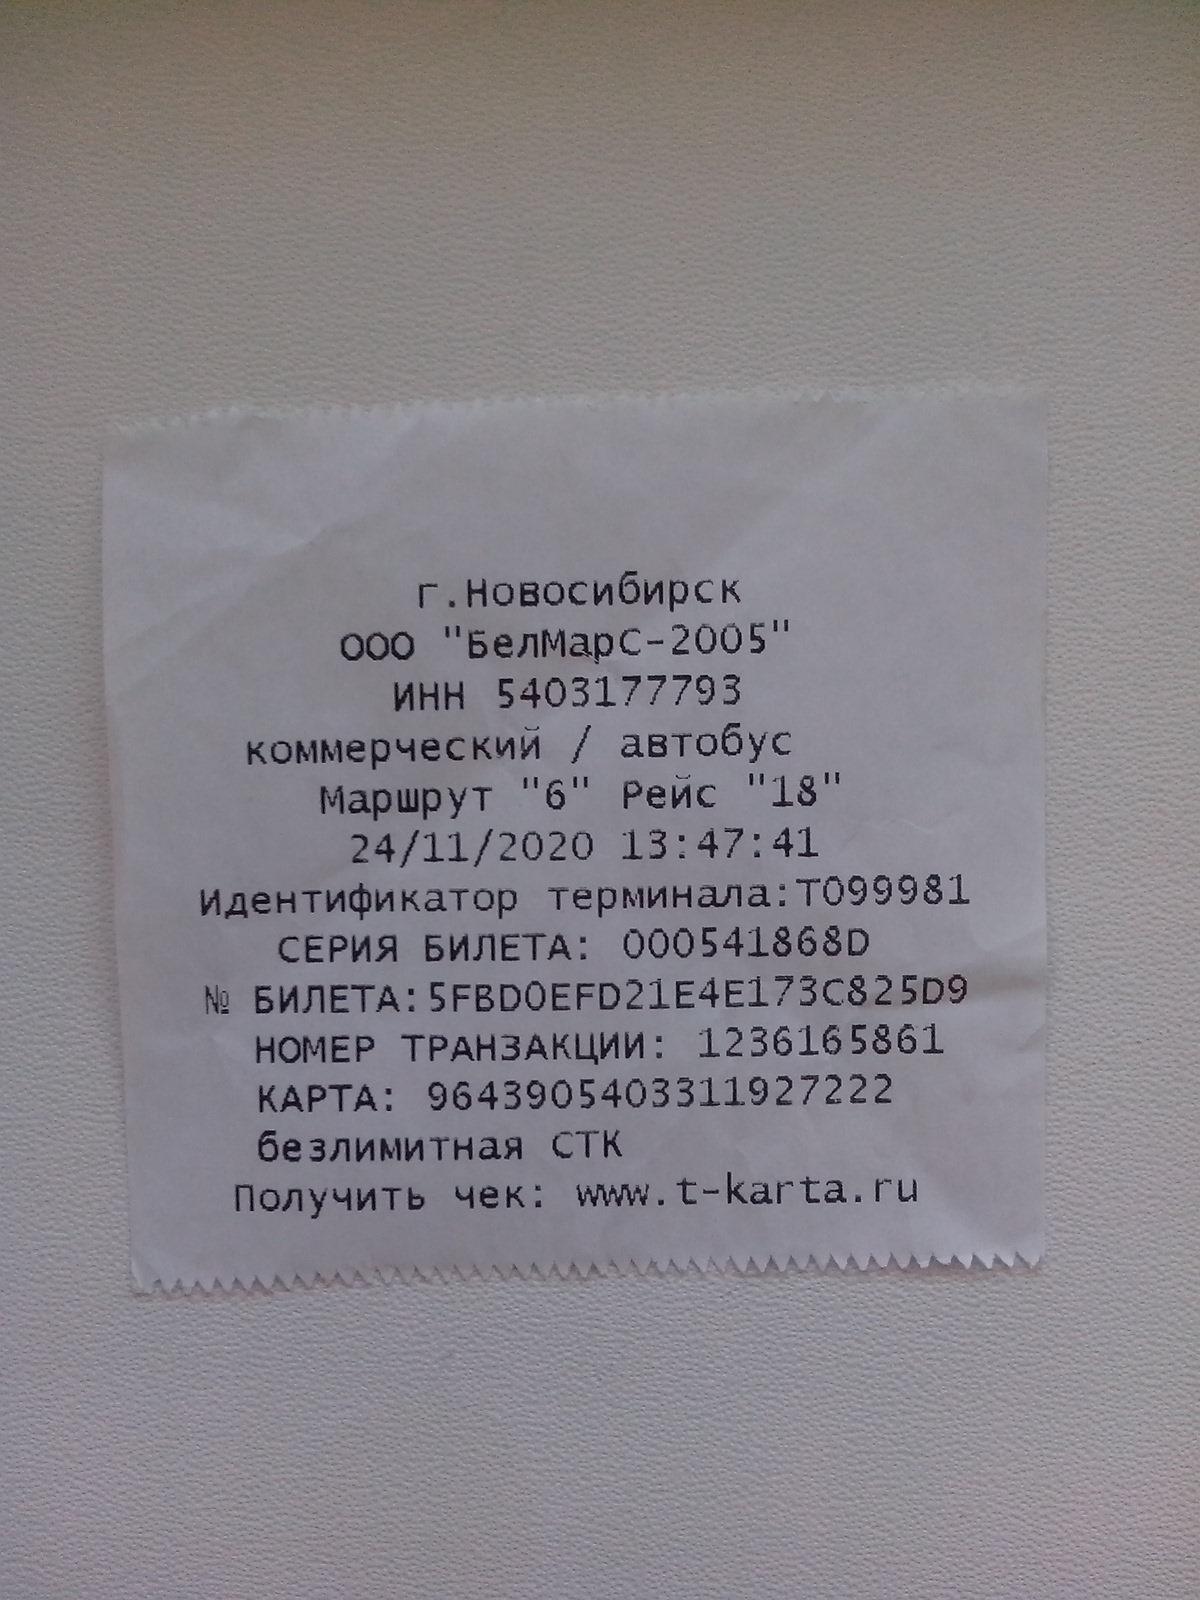 г.Новосибирск
ООО "БелМарС-2005"
ИНН 5403177793
коммерческий / автобус
Маршрут "6" Рейс "18"
24/11/2020 13:47:41
Идентификатор терминала:T099981
СЕРИЯ БИЛЕТА: 000541868D
№ БИЛЕТА:5FBD0EFD21E4E173C825D9
НОМЕР ТРАНЗАКЦИИ: 1236165861
КАРТА: 9643905403311927222
безлимитная СТК
Получить чек: www.t-karta.ru